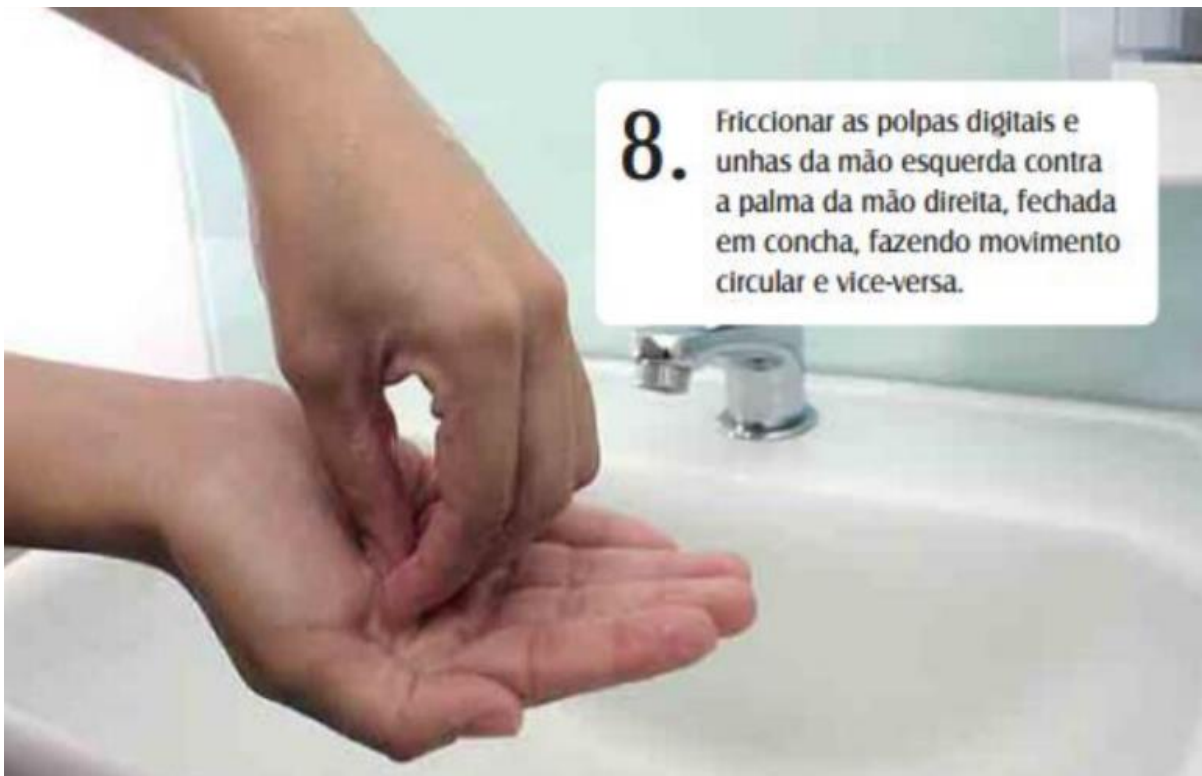 8. Friccionar as polpas digitais e
unhas da mão esquerda contra
a palma da mão direita, fechada
em concha, fazendo movimento
circular e vice-versa.